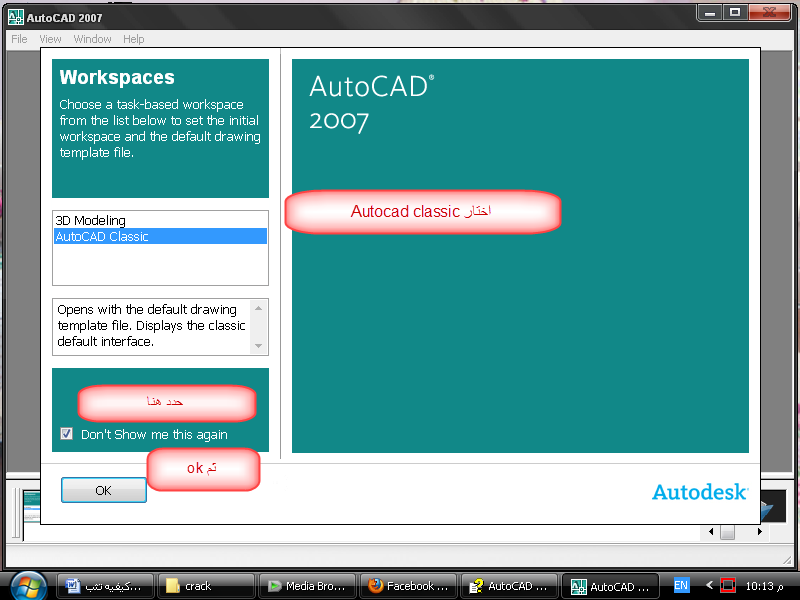 AutoCAD 2007
File View Window Help
Workspaces
Choose a task-based workspace
from the list below to set the initial
workspace and the default drawing
template file.
AutoCAD®
2007
اختار Autocad classic
3D Modeling
AutoCAD Classic
Opens with the default drawing
template file. Displays the classic
default interface.
حدد هنا
Don't Show me this again
ثم ok
OK
Autodesk
كيفيه تثب... crack Media Bro... Facebook ... AutoCAD ... AutoCAD ... EN 10:13 م